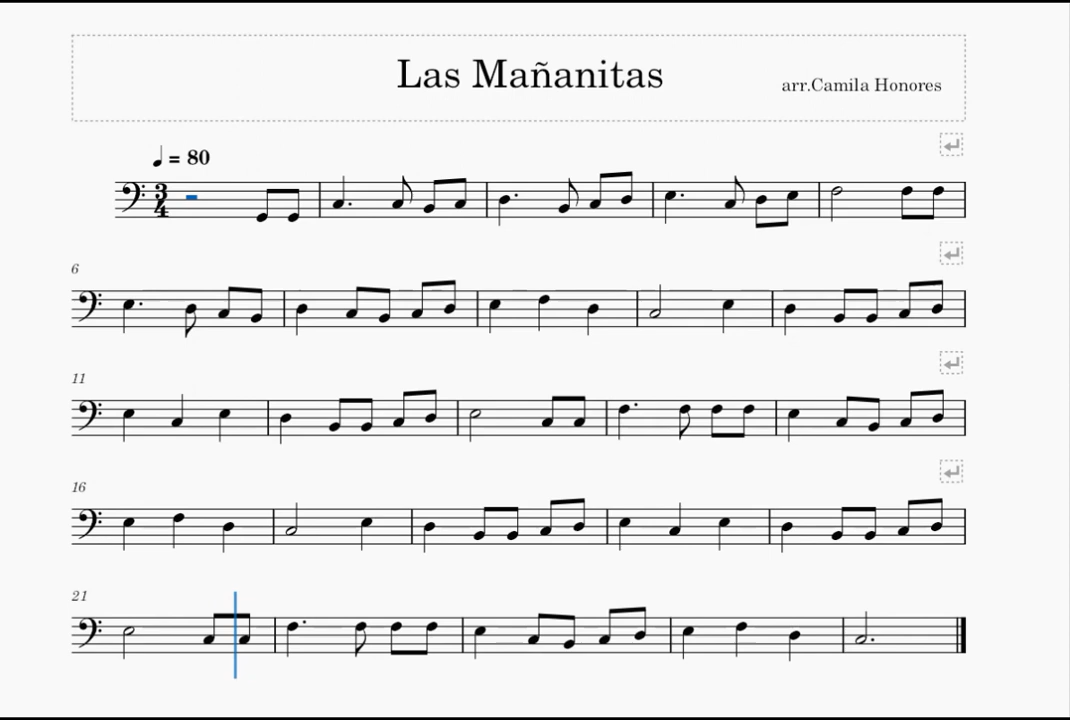 Las Mañanitas
arr.Camila Honores
♩ = 80
3
4
6
11
16
21